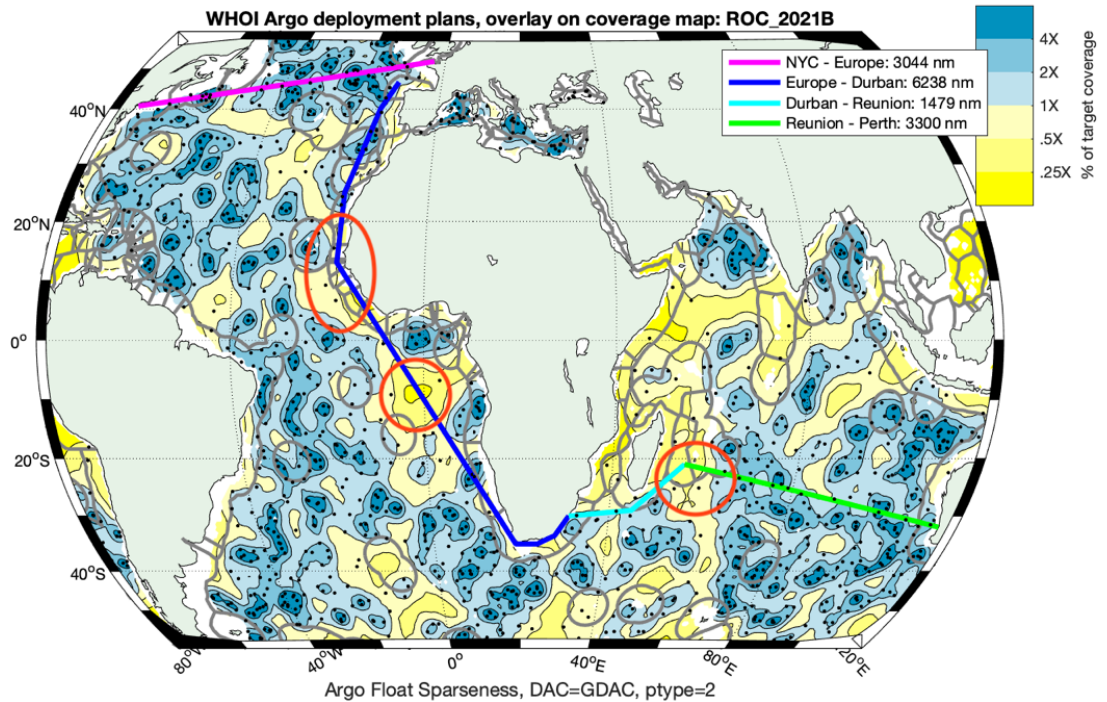 WHOI Argo deployment plans, overlay on coverage map: ROC_2021B
NYC - Europe: 3044 nm
Europe - Durban: 6238 nm
Durban - Reunion: 1479 nm
Reunion - Perth: 3300 nm
4X
2X
1X
.5X
.25X
% of target coverage
40°N
20°N
0°
20°S
40°S
80°W
40°W
0°
40°E
80°E
120°E
Argo Float Sparseness, DAC=GDAC, ptype=2